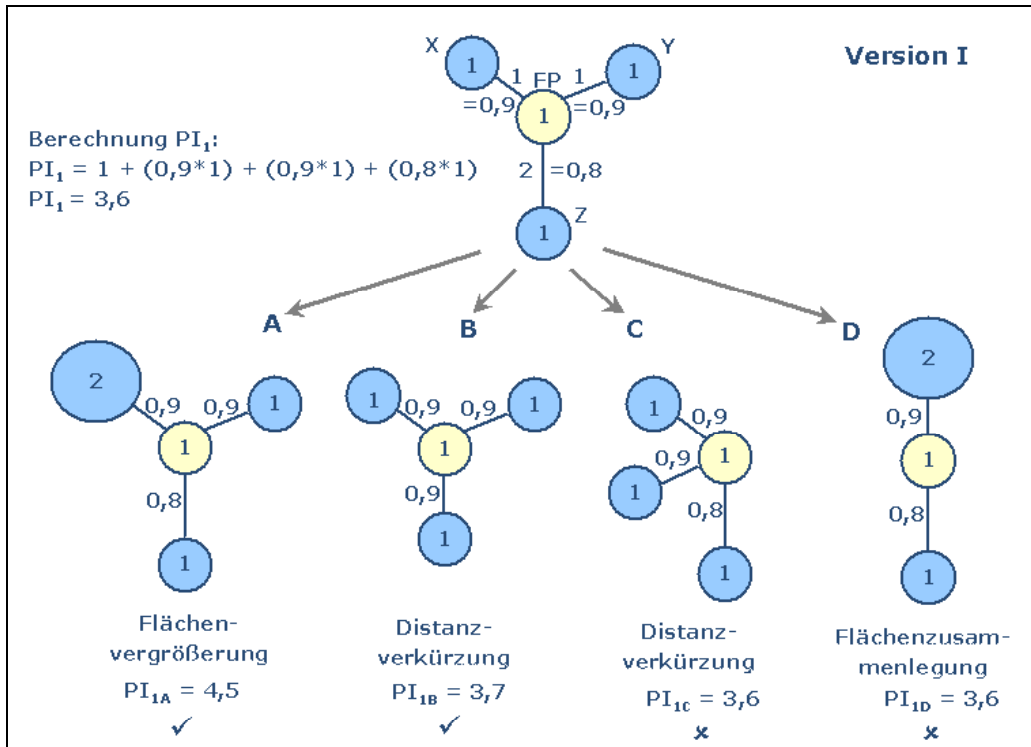 Version I
X
Y
1
1
1
FP
1
=0,9
=0,9
1
Berechnung PI₁:
PI₁ = 1 + (0,9*1) + (0,9*1) + (0,8*1)
PI₁ = 3,6
2 =0,8
1
Z
A
B
C
D
2
0,9
0,9
1
1
0,8
1
Flächen-
vergrößerung
PI₁A = 4,5
✓
1
0,9
0,9
1
1
0,9
1
Distanz-
verkürzung
PI₁B = 3,7
✓
1
0,9
0,9
1
1
0,8
1
Distanz-
verkürzung
PI₁C = 3,6
x
2
0,9
1
0,8
1
Flächenzusam-
menlegung
PI₁D = 3,6
x